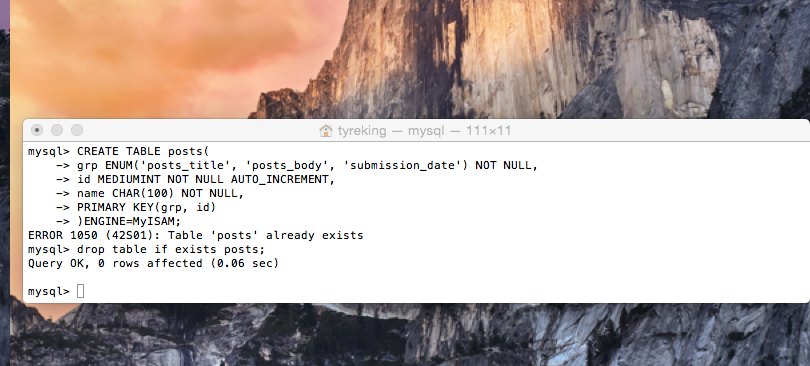 tyreking — mysql — 111×11
mysql> CREATE TABLE posts(
    -> grp ENUM('posts_title', 'posts_body', 'submission_date') NOT NULL,
    -> id MEDIUMINT NOT NULL AUTO_INCREMENT,
    -> name CHAR(100) NOT NULL,
    -> PRIMARY KEY(grp, id)
    -> )ENGINE=MyISAM;
ERROR 1050 (42S01): Table 'posts' already exists
mysql> drop table if exists posts;
Query OK, 0 rows affected (0.06 sec)
mysql>